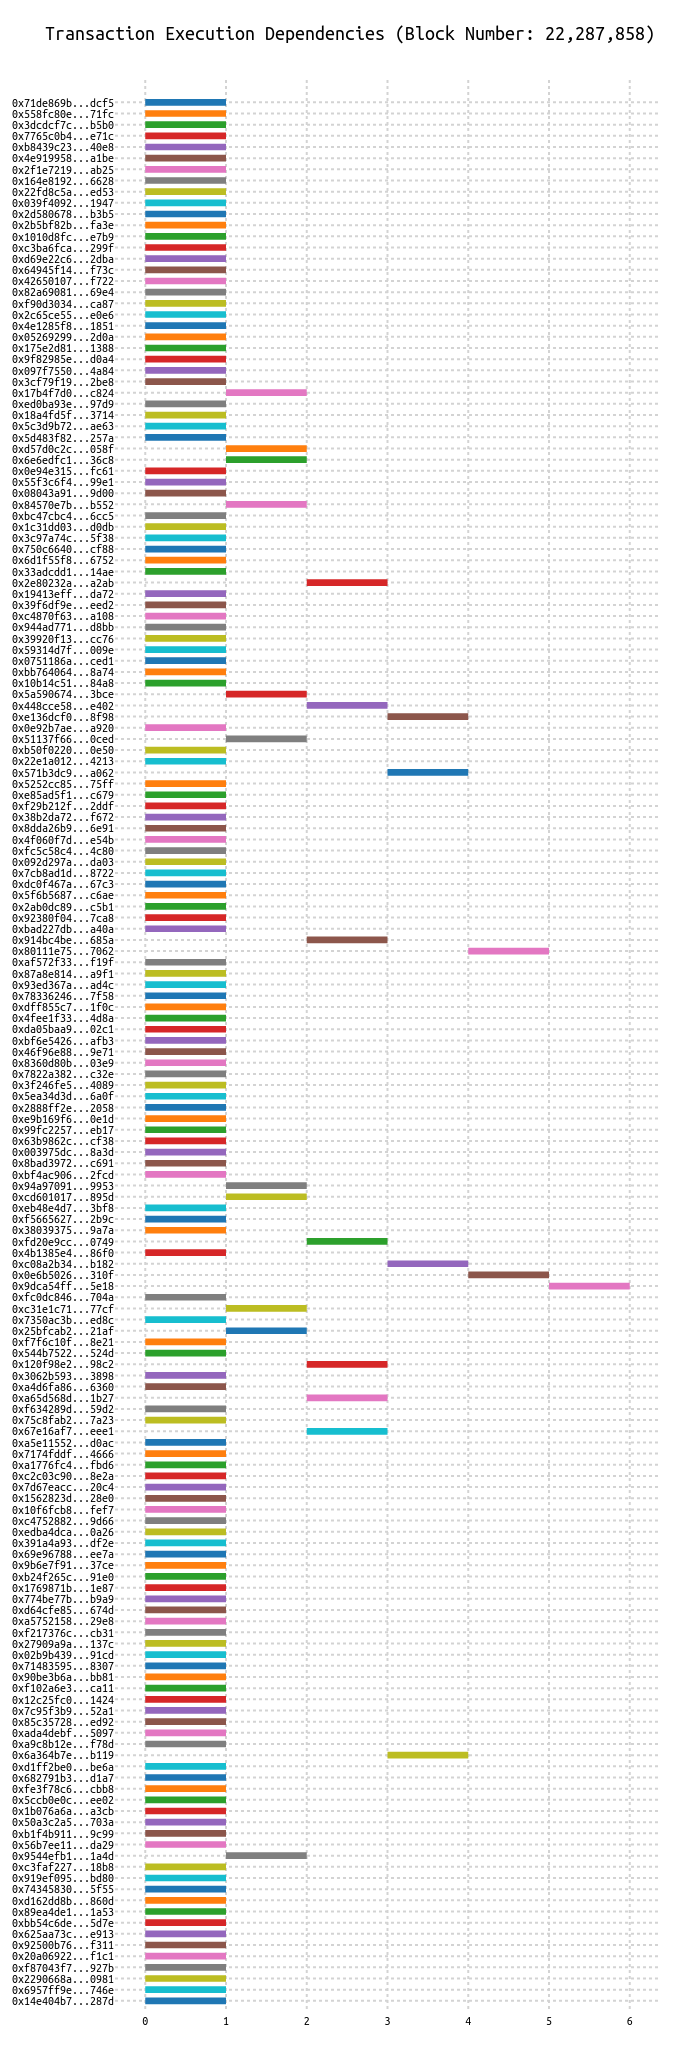 Transaction Execution Dependencies (Block Number: 22,287,858)
0x71de869b...dcf5
0x558fc80e...71fc
0x3dcdcf7c...b5b0
0x7765c0b4...e71c
0xb8439c23...40e8
0x4e919958...a1be
0x2f1e7219...ab25
0x164e8192...6628
0x22fd8c5a...ed53
0x039f4092...1947
0x2d580678...b3b5
0x2b5bf82b...fa3e
0x1010d8fc...e7b9
0xc3ba6fca...299f
0xd69e22c6...2dba
0x64945f14...f73c
0x42650107...f722
0x82a69081...69e4
0xf90d3034...ca87
0x2c65ce55...e0e6
0x4e1285f8...1851
0x05269299...2d0a
0x175e2d81...1388
0x9f82985e...d0a4
0x097f7550...4a84
0x3cf79f19...2be8
0x17b4f7d0...c824
0xed0ba93e...97d9
0x18a4fd5f...3714
0x5c3d9b72...ae63
0x5d483f82...257a
0xd57d0c2c...058f
0x6e6edfc1...36c8
0x0e94e315...fc61
0x55f3c6f4...99e1
0x08043a91...9d00
0x84570e7b...b552
0xbc47cbc4...6cc5
0x1c31dd03...d0db
0x3c97a74c...5f38
0x750c6640...cf88
0x6d1f55f8...6752
0x33adcdd1...14ae
0x2e80232a...a2ab
0x19413eff...da72
0x39f6df9e...eed2
0xc4870f63...a108
0x944ad771...d8bb
0x39920f13...cc76
0x59314d7f...009e
0x0751186a...ced1
0xbb764064...8a74
0x10b14c51...84a8
0x5a590674...3bce
0x448cce58...e402
0xe136dcf0...8f98
0x0e92b7ae...a920
0x51137f66...0ced
0xb50f0220...0e50
0x22e1a012...4213
0x571b3dc9...a062
0x5252cc85...75ff
0xe85ad5f1...c679
0xf29b212f...2ddf
0x38b2da72...f672
0x8dda26b9...6e91
0x4f060f7d...e54b
0xfc5c58c4...4c80
0x092d297a...da03
0x7cb8ad1d...8722
0xdc0f467a...67c3
0x5f6b5687...c6ae
0x2ab0dc89...c5b1
0x92380f04...7ca8
0xbad227db...a40a
0x914bc4be...685a
0x80111e75...7062
0xaf572f33...f19f
0x87a8e814...a9f1
0x93ed367a...ad4c
0x78336246...7f58
0xdff855c7...1f0c
0x4fee1f33...4d8a
0xda05baa9...02c1
0xbf6e5426...afb3
0x46f96e88...9e71
0x8360d80b...03e9
0x7822a382...c32e
0x3f246fe5...4089
0x5ea34d3d...6a0f
0x2888ff2e...2058
0xe9b169f6...0e1d
0x99fc2257...eb17
0x63b9862c...cf38
0x003975dc...8a3d
0x8bad3972...c691
0xbf4ac906...2fcd
0x94a97091...9953
0xcd601017...895d
0xeb48e4d7...3bf8
0xf5665627...2b9c
0x38039375...9a7a
0xfd20e9cc...0749
0x4b1385e4...86f0
0xc08a2b34...b182
0x0e6b5026...310f
0x9dca54ff...5e18
0xfc0dc846...704a
0xc31e1c71...77cf
0x7350ac3b...ed8c
0x25bfcab2...21af
0xf7f6c10f...8e21
0x544b7522...524d
0x120f98e2...98c2
0x3062b593...3898
0xa4d6fa86...6360
0xa65d568d...1b27
0xf634289d...59d2
0x75c8fab2...7a23
0x67e16af7...eee1
0xa5e11552...d0ac
0x7174fddf...4666
0xa1776fc4...fbd6
0xc2c03c90...8e2a
0x7d67eacc...20c4
0x1562823d...28e0
0x10f6fcb8...fef7
0xc4752882...9d66
0xedba4dca...0a26
0x391a4a93...df2e
0x69e96788...ee7a
0x9b6e7f91...37ce
0xb24f265c...91e0
0x1769871b...1e87
0x774be77b...b9a9
0xd64cfe85...674d
0xa5752158...29e8
0xf217376c...cb31
0x27909a9a...137c
0x02b9b439...91cd
0x71483595...8307
0x90be3b6a...bb81
0xf102a6e3...ca11
0x12c25fc0...1424
0x7c95f3b9...52a1
0x85c35728...ed92
0xada4debf...5097
0xa9c8b12e...f78d
0x6a364b7e...b119
0xd1ff2be0...be6a
0x682791b3...d1a7
0xfe3f78c6...cbb8
0x5ccb0e0c...ee02
0x1b076a6a...a3cb
0x50a3c2a5...703a
0xb1f4b911...9c99
0x56b7ee11...da29
0x9544efb1...1a4d
0xc3faf227...18b8
0x919ef095...bd80
0x74345830...5f55
0xd162dd8b...860d
0x89ea4de1...1a53
0xbb54c6de...5d7e
0x625aa73c...e913
0x92500b76...f311
0x20a06922...f1c1
0xf87043f7...927b
0x2290668a...0981
0x6957ff9e...746e
0x14e404b7...287d
0 1 2 3 4 5 6